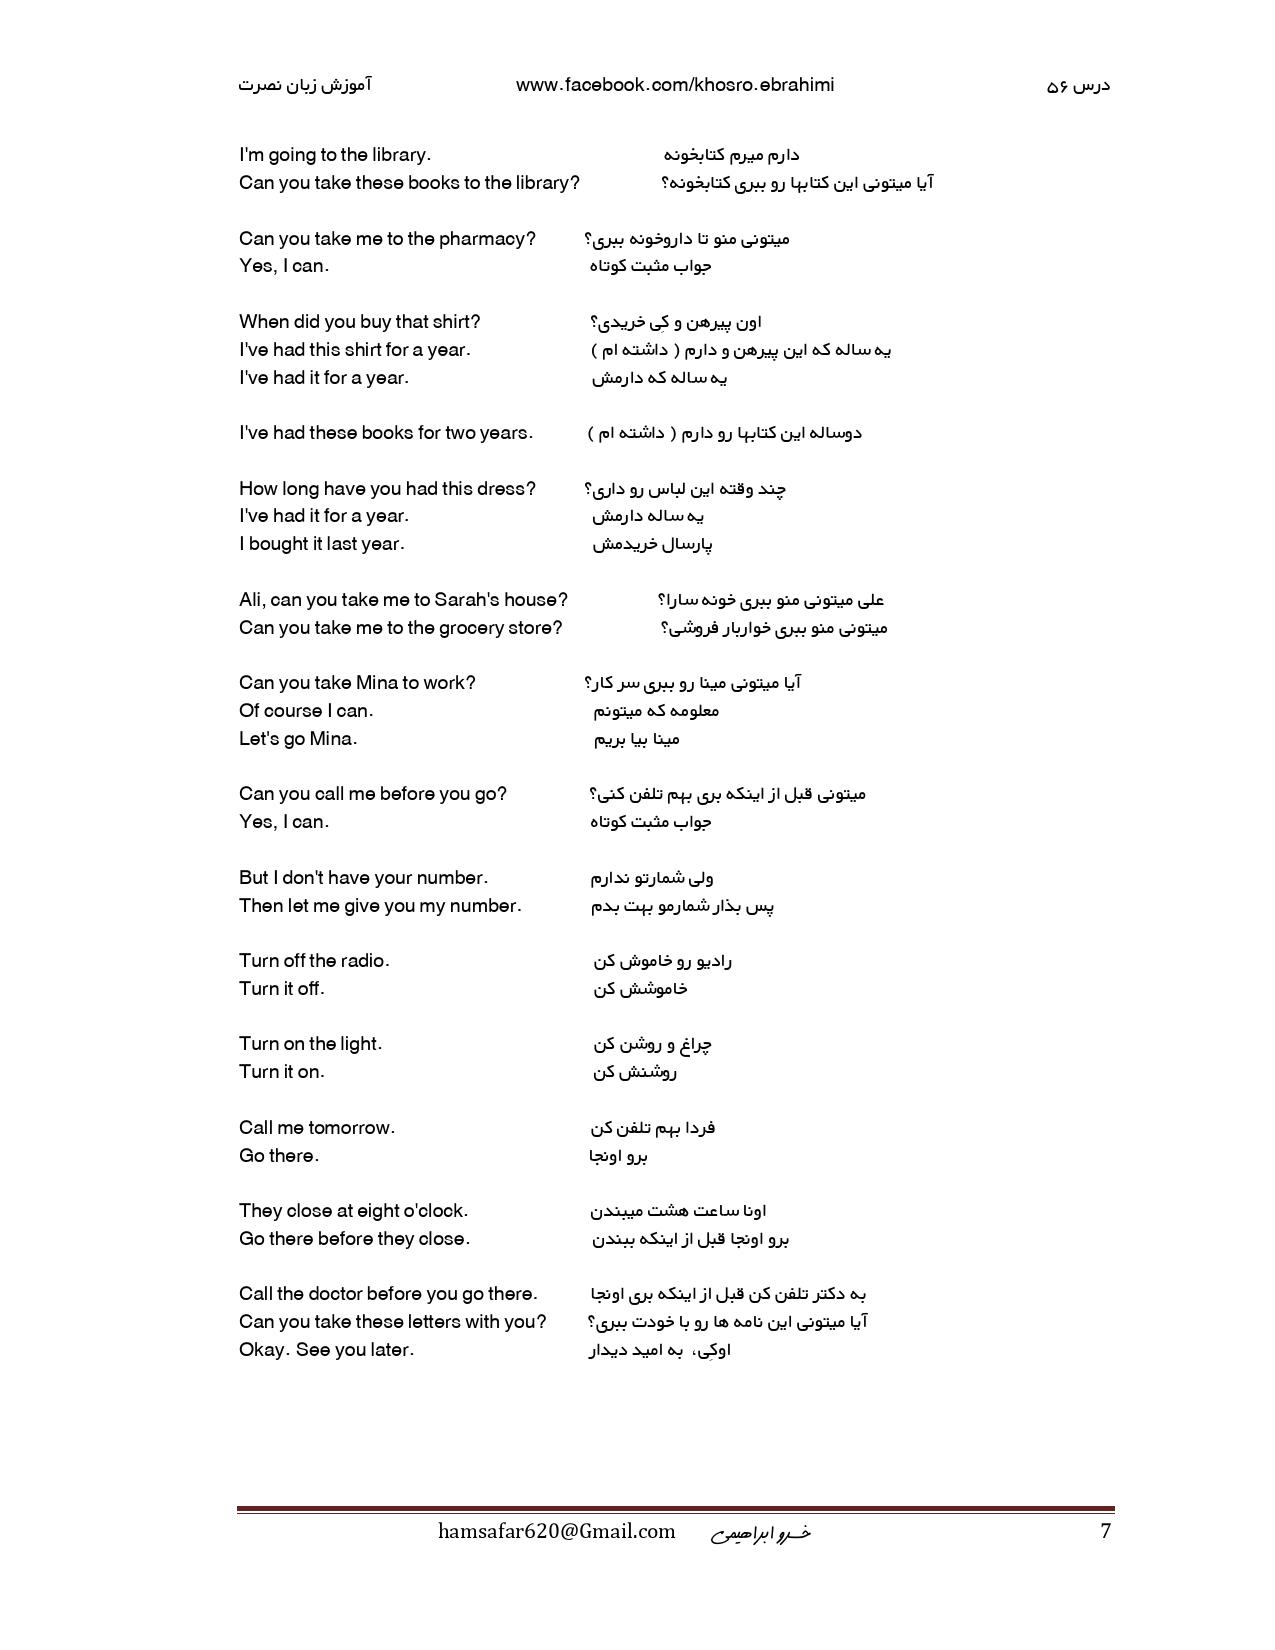 آموزش زبان نصرت www.facebook.com/khosro.ebrahimi درس ۵۶
I'm going to the library. دارم میرم کتابخونه
Can you take these books to the library? آیا میتونی این کتابها رو ببری کتابخونه؟
Can you take me to the pharmacy? میتونی منو تا داروخونه ببری؟
Yes, I can. جواب مثبت کوتاه
When did you buy that shirt? اون پیرهن و کِی خریدی؟
I've had this shirt for a year. یه ساله که این پیرهن و دارم ( داشته ام )
I've had it for a year. یه ساله که دارمش
I've had these books for two years. دوساله این کتابها رو دارم ( داشته ام )
How long have you had this dress? چند وقته این لباس رو داری؟
I've had it for a year. یه ساله دارمش
I bought it last year. پارسال خریدمش
Ali, can you take me to Sarah's house? علی میتونی منو ببری خونه سارا؟
Can you take me to the grocery store? میتونی منو ببری خواربار فروشی؟
Can you take Mina to work? آیا میتونی مینا رو ببری سر کار؟
Of course I can. معلومه که میتونم
Let's go Mina. مینا بیا بریم
Can you call me before you go? میتونی قبل از اینکه بری بهم تلفن کنی؟
Yes, I can. جواب مثبت کوتاه
But I don't have your number. ولی شمارتو ندارم
Then let me give you my number. پس بذار شمارمو بهت بدم
Turn off the radio. رادیو رو خاموش کن
Turn it off. خاموشش کن
Turn on the light. چراغ و روشن کن
Turn it on. روشنش کن
Call me tomorrow. فردا بهم تلفن کن
Go there. برو اونجا
They close at eight o'clock. اونا ساعت هشت میبندن
Go there before they close. برو اونجا قبل از اینکه ببندن
Call the doctor before you go there. به دکتر تلفن کن قبل از اینکه بری اونجا
Can you take these letters with you? آیا میتونی این نامه ها رو با خودت ببری؟
Okay. See you later. اوکِی، به امید دیدار
hamsafar620@Gmail.com خسرو ابراهیمی 7